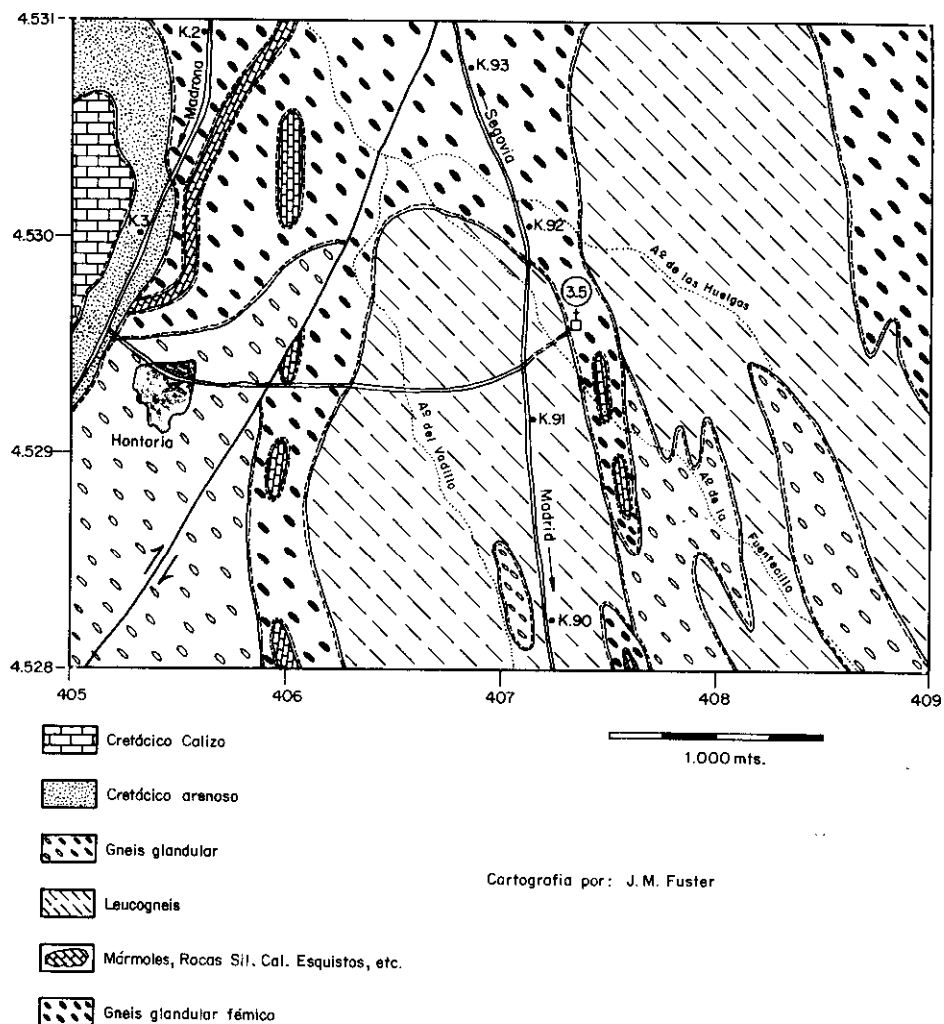 4.531
K.2
Madrona
K.93
Segovia
K.3
4.530
K.92
Aº de los Huelgas
3.5
K.91
Hontoria
4.529
Aº del Vadillo
Madrid
Aº de la
Fuentecilla
K.90
4.528
405
406
407
408
409
Cretácico Calizo
1.000 mts.
Cretácico arenoso
Gneis glandular
Cartografia por: J. M. Fuster
Leucogneis
Mármoles, Rocas Sil. Cal. Esquistos, etc.
Gneis glandular fémico